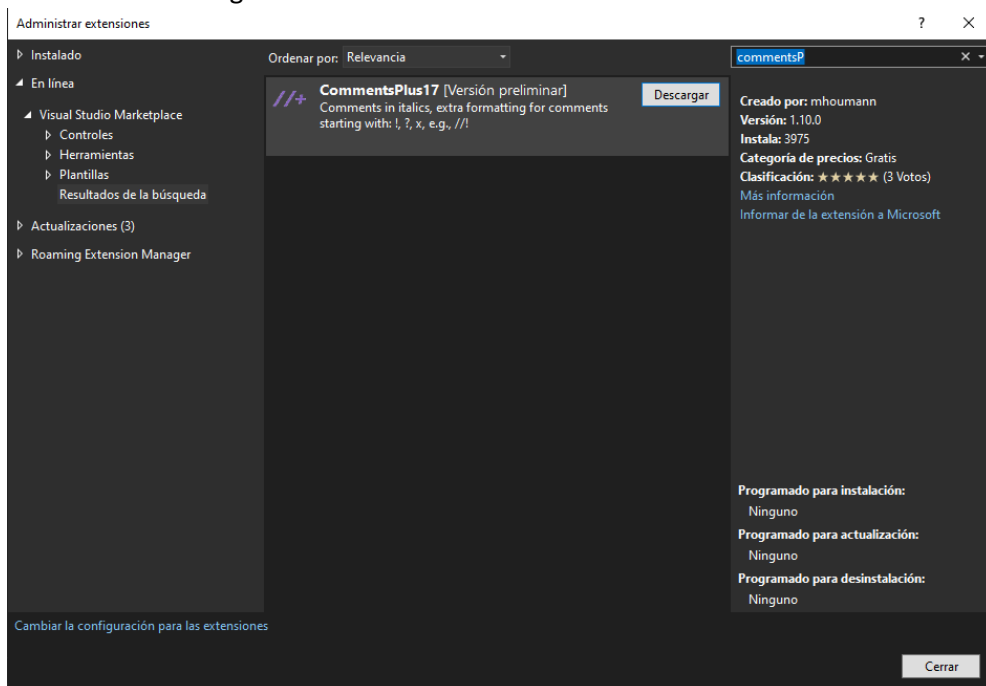 Administrar extensiones
? ×
Instalado
En línea
Visual Studio Marketplace
Controles
Herramientas
Plantillas
Resultados de la búsqueda
Actualizaciones (3)
Roaming Extension Manager
Ordenar por: Relevancia
//+
CommentsPlus17 [Versión preliminar]
Comments in italics, extra formatting for comments
starting with: !, ?, x, e.g., //!
Descargar
commentsP
Creado por: mhoumann
Versión: 1.10.0
Instala: 3975
Categoría de precios: Gratis
Clasificación: ★★★★★ (3 Votos)
Más información
Informar de la extensión a Microsoft
Programado para instalación:
Ninguno
Programado para actualización:
Ninguno
Programado para desinstalación:
Ninguno
Cambiar la configuración para las extensiones
Cerrar